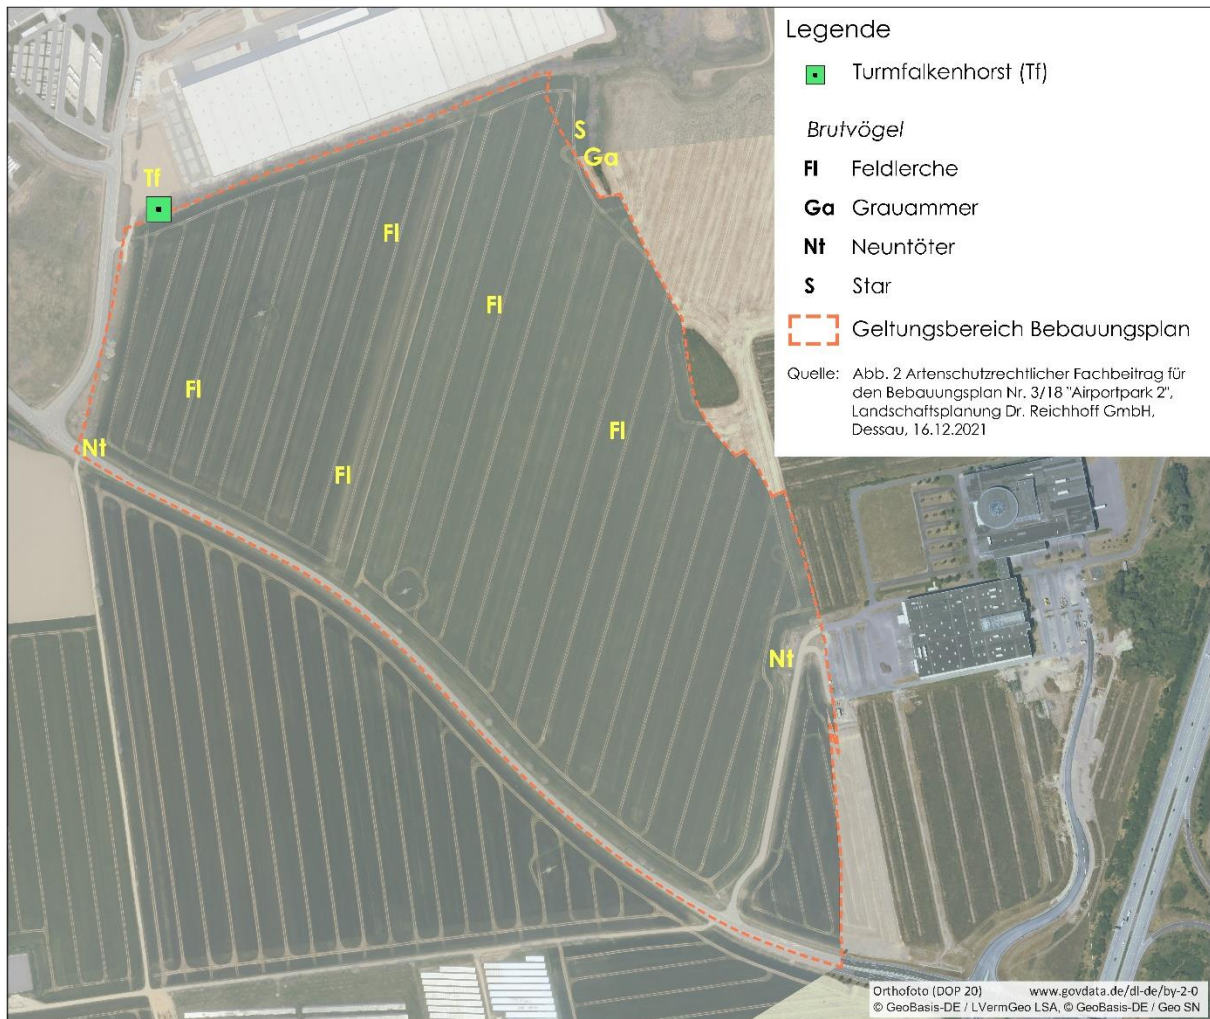 Legende
Turmfalkenhorst (Tf)
Brutvögel
Fl Feldlerche
Ga Grauammer
Nt Neuntöter
S Star
Geltungsbereich Bebauungsplan
Quelle: Abb. 2 Artenschutzrechtlicher Fachbeitrag für
den Bebauungsplan Nr. 3/18 "Airportpark 2",
Landschaftsplanung Dr. Reichhoff GmbH,
Dessau, 16.12.2021
S
Ga
Tf
Fl
Fl
Fl
Fl
Nt
Fl
Nt
Orthofoto (DOP 20) www.govdata.de/dl-de/by-2-0
© GeoBasis-DE / LVermGeo LSA, © GeoBasis-DE / Geo SN